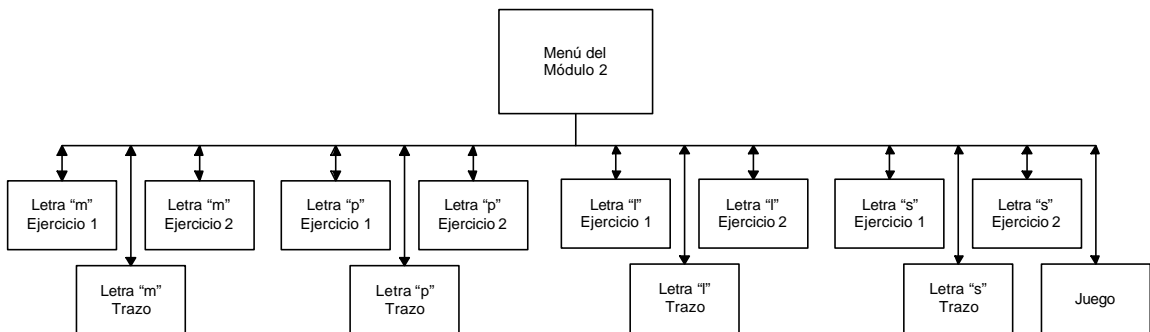 Menú del
Módulo 2
Letra “m”
Ejercicio 1
Letra “m”
Ejercicio 2
Letra “p”
Ejercicio 1
Letra “p”
Ejercicio 2
Letra “l”
Ejercicio 1
Letra “l”
Ejercicio 2
Letra “s”
Ejercicio 1
Letra “s”
Ejercicio 2
Letra “m”
Trazo
Letra “p”
Trazo
Letra “l”
Trazo
Letra “s”
Trazo
Juego